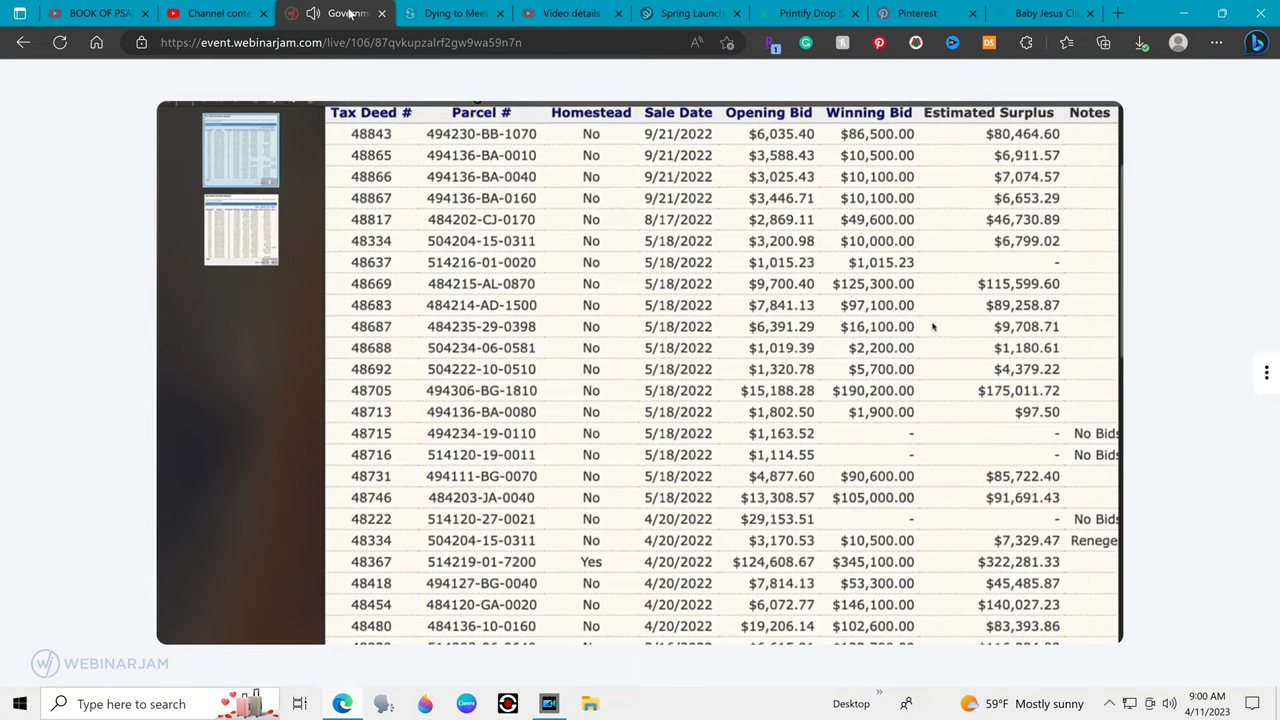 BOOK OF PSA
Channel conte
Governm
Dying to Meet
Video details
Spring Launch
Printify Drop S
Pinterest
Baby Jesus Cli
https://event.webinarjam.com/live/106/87qvkupzalrf2gw9wa59n7n
Tax Deed # Parcel # Homestead Sale Date Opening Bid Winning Bid Estimated Surplus Notes
48843 494230-BB-1070 No 9/21/2022 $6,035.40 $86,500.00 $80,464.60
48865 494136-BA-0010 No 9/21/2022 $3,588.43 $10,500.00 $6,911.57
48866 494136-BA-0040 No 9/21/2022 $3,025.43 $10,100.00 $7,074.57
48867 494136-BA-0160 No 9/21/2022 $3,446.71 $10,100.00 $6,653.29
48817 484202-CJ-0170 No 8/17/2022 $2,869.11 $49,600.00 $46,730.89
48334 504204-15-0311 No 5/18/2022 $3,200.98 $10,000.00 $6,799.02
48637 514216-01-0020 No 5/18/2022 $1,015.23 $1,015.23 -
48669 484215-AL-0870 No 5/18/2022 $9,700.40 $125,300.00 $115,599.60
48683 484214-AD-1500 No 5/18/2022 $7,841.13 $97,100.00 $89,258.87
48687 484235-29-0398 No 5/18/2022 $6,391.29 $16,100.00 $9,708.71
48688 504234-06-0581 No 5/18/2022 $1,019.39 $2,200.00 $1,180.61
48692 504222-10-0510 No 5/18/2022 $1,320.78 $5,700.00 $4,379.22
48705 494306-BG-1810 No 5/18/2022 $15,188.28 $190,200.00 $175,011.72
48713 494136-BA-0080 No 5/18/2022 $1,802.50 $1,900.00 $97.50
48715 494234-19-0110 No 5/18/2022 $1,163.52 - - No Bids
48716 514120-19-0011 No 5/18/2022 $1,114.55 - - No Bids
48731 494111-BG-0070 No 5/18/2022 $4,877.60 $90,600.00 $85,722.40
48746 484203-JA-0040 No 5/18/2022 $13,308.57 $105,000.00 $91,691.43
48222 514120-27-0021 No 4/20/2022 $29,153.51 - - No Bids
48334 504204-15-0311 No 4/20/2022 $3,170.53 $10,500.00 $7,329.47 Renege
48367 514219-01-7200 Yes 4/20/2022 $124,608.67 $345,100.00 $322,281.33
48418 494127-BG-0040 No 4/20/2022 $7,814.13 $53,300.00 $45,485.87
48454 484120-GA-0020 No 4/20/2022 $6,072.77 $146,100.00 $140,027.23
48480 484136-10-0160 No 4/20/2022 $19,206.14 $102,600.00 $83,393.86
WEBINARJAM
Type here to search
Desktop
59°F Mostly sunny
9:00 AM
4/11/2023